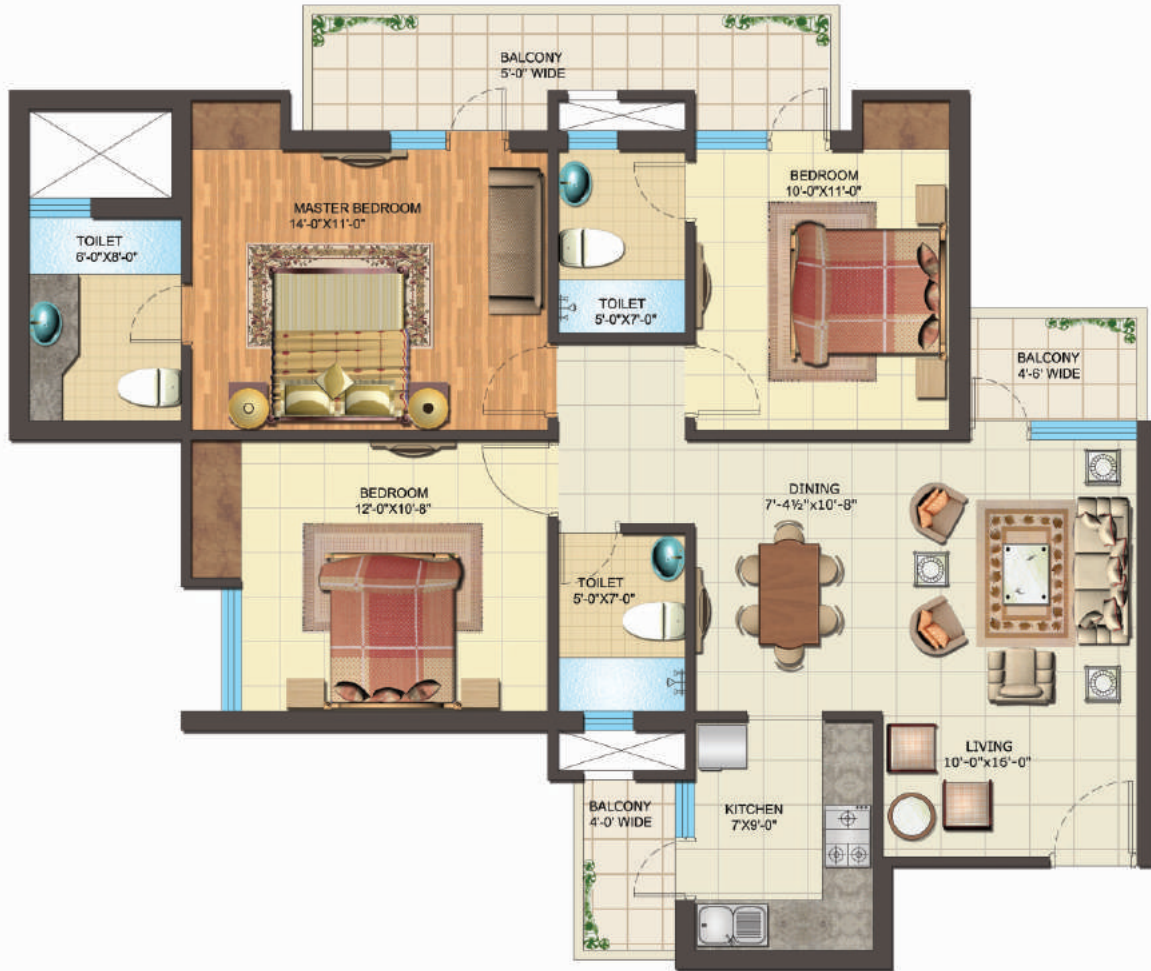 BALCONY
5'-0" WIDE
BEDROOM
10'-0"X11'-0"
MASTER BEDROOM
14'-0"X11'-0"
TOILET
6'-0"X8'-0"
TOILET
5'-0"X7'-0"
BALCONY
4'-6' WIDE
DINING
7'-4½"x10'-8"
BEDROOM
12'-0"X10'-8"
TOILET
5'-0"X7'-0"
LIVING
10'-0"x16'-0"
BALCONY
4'-0' WIDE
KITCHEN
7'X9'-0"